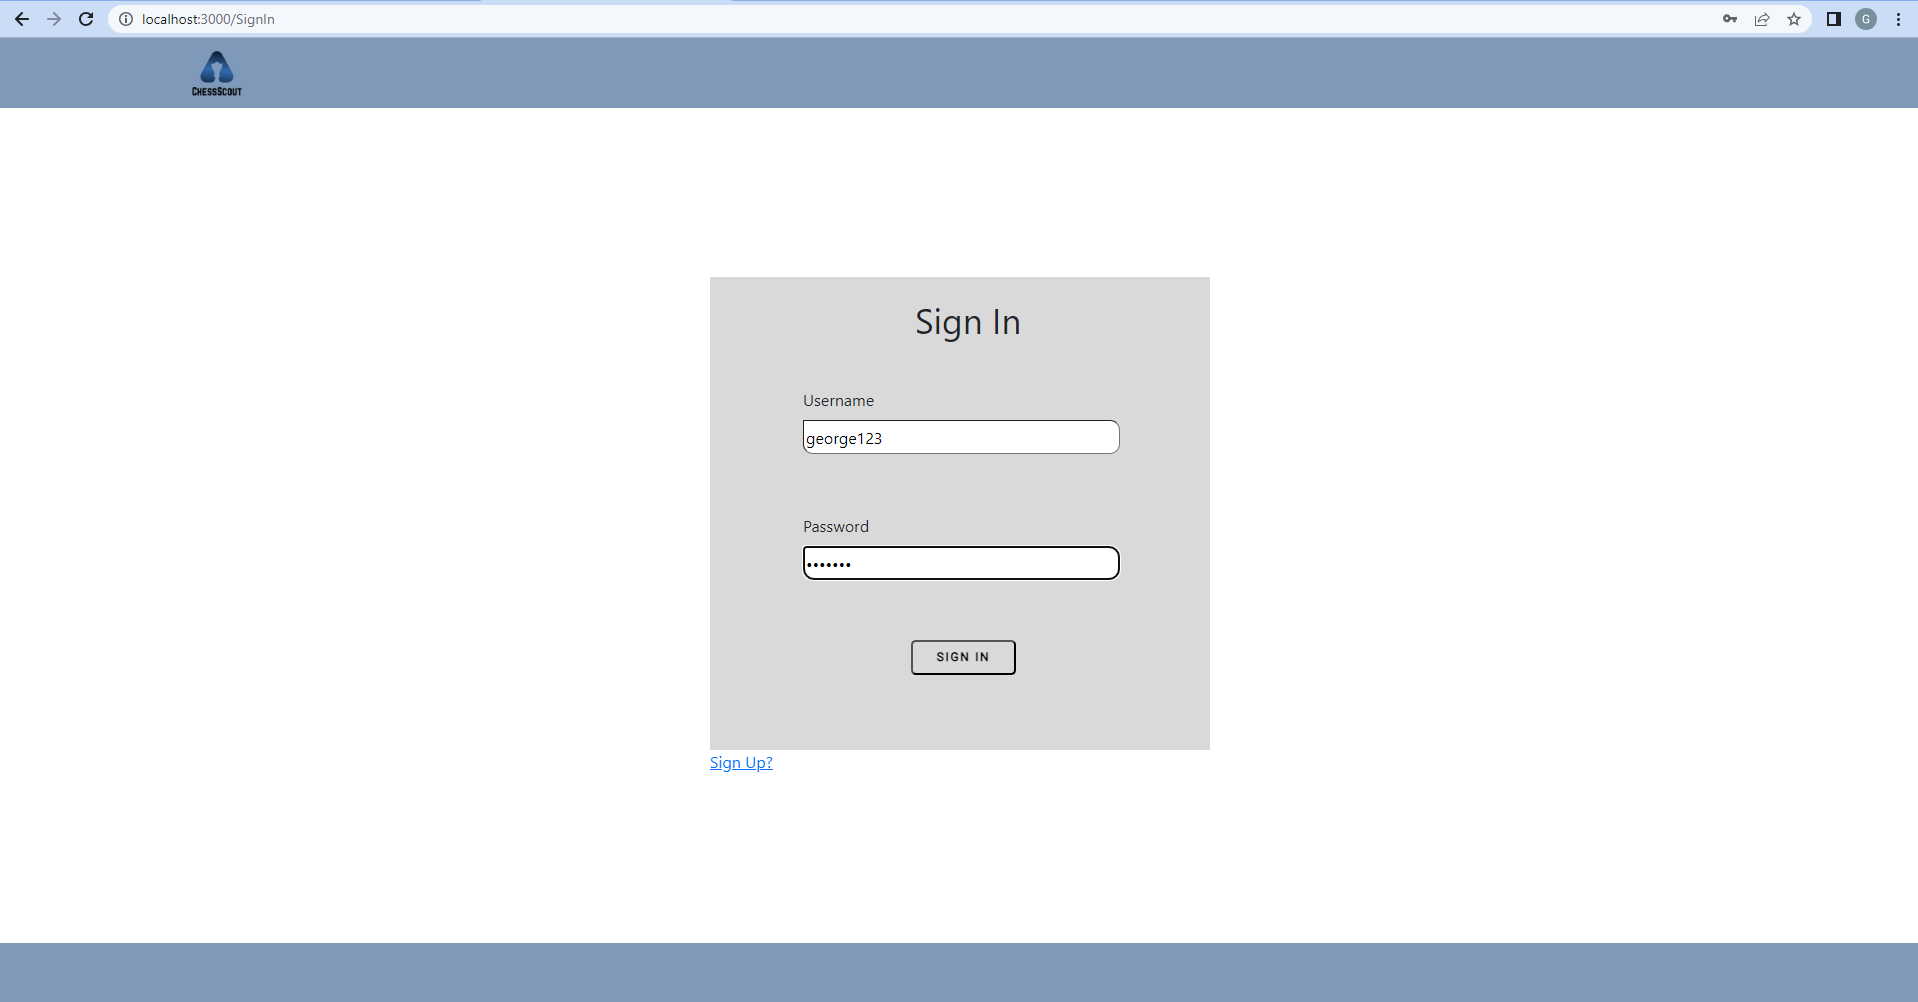 localhost:3000/SignIn
G
ChessScout
Sign In
Username
george123
Password
•••••••
SIGN IN
Sign Up?